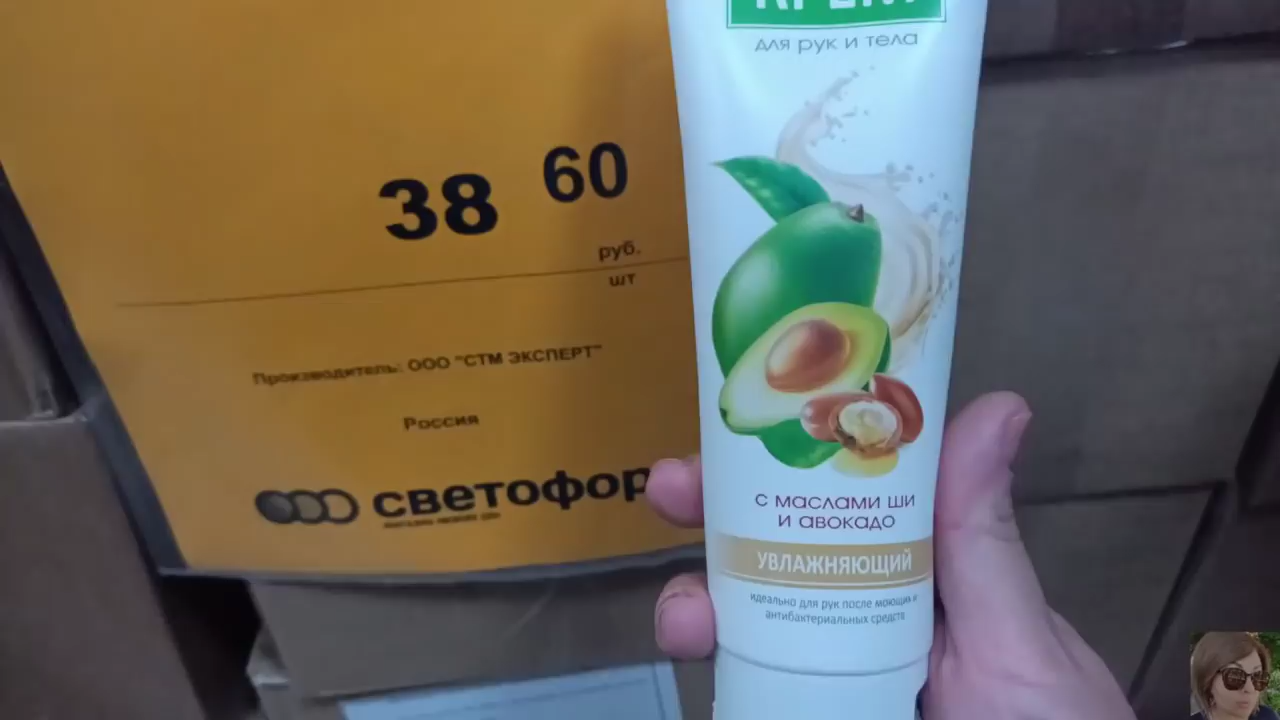 38 60
руб.
шт
Производитель: ООО "СТМ ЭКСПЕРТ"
Россия
светофор
КРЕМ
для рук и тела
с маслами ши
и авокадо
УВЛАЖНЯЮЩИЙ
идеально для рук после моющих и
антибактериальных средств